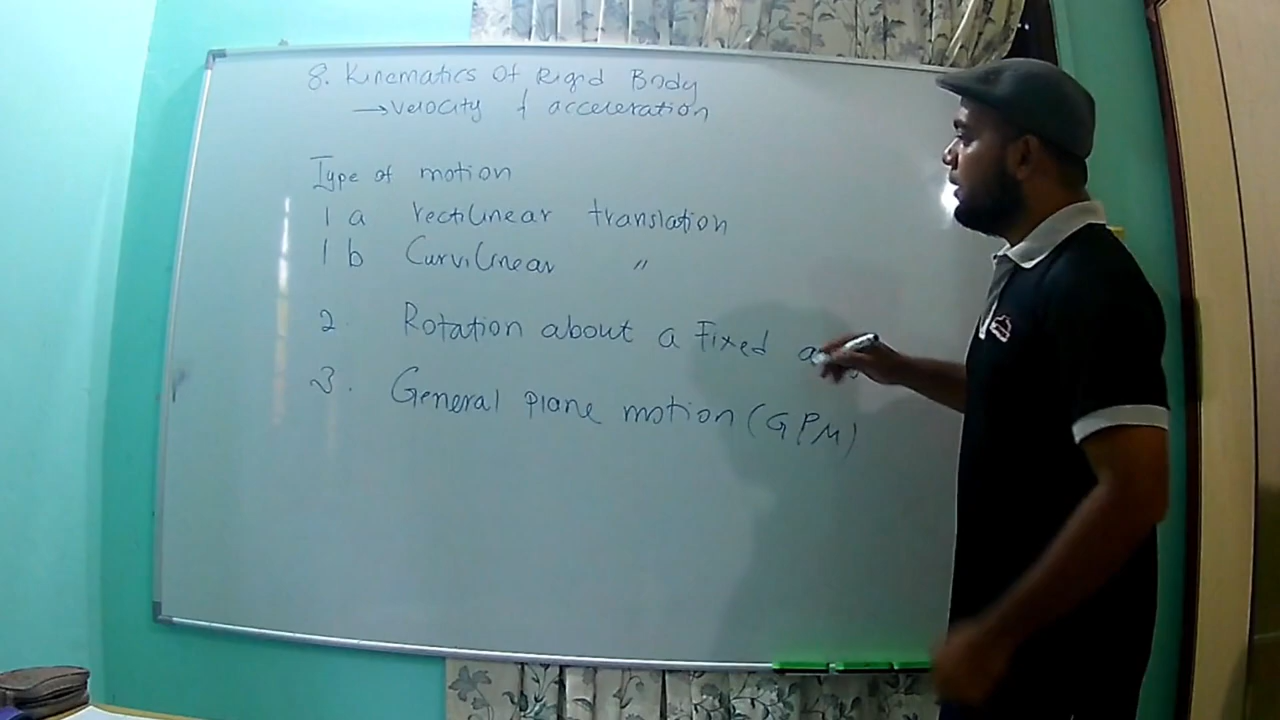 8. Kinematics Of Rigid Body
→ velocity & acceleration
Type of motion
1 a rectilinear translation
1 b Curvilinear "
2. Rotation about a Fixed
3. General plane motion (GPM)